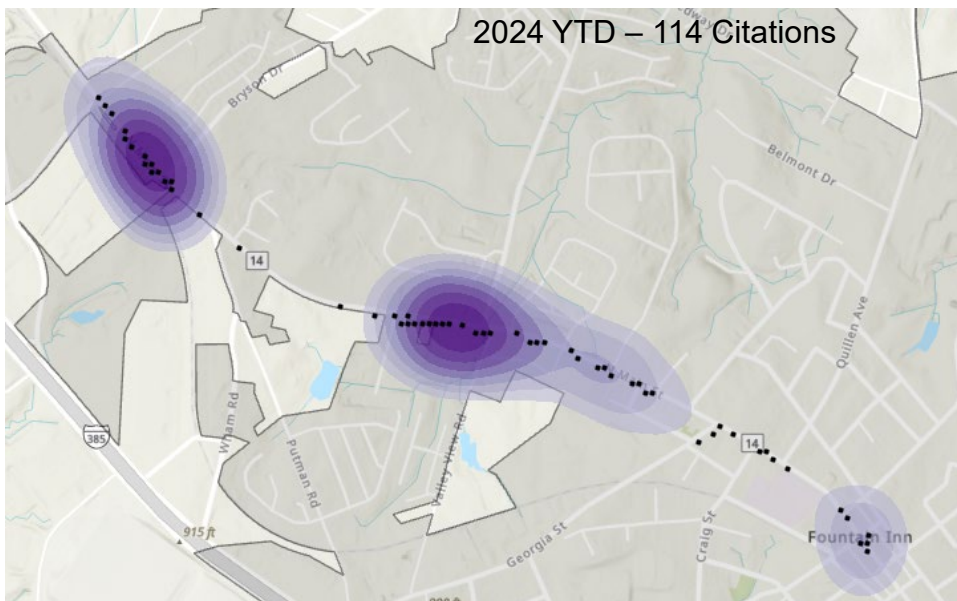 2024 YTD – 114 Citations
Bryson Dr
Belmont Dr
14
Quillen Ave
385
Wham Rd
Putman Rd
Valley View Rd
14
915 ft
Georgia St
Craig St
Fountain Inn